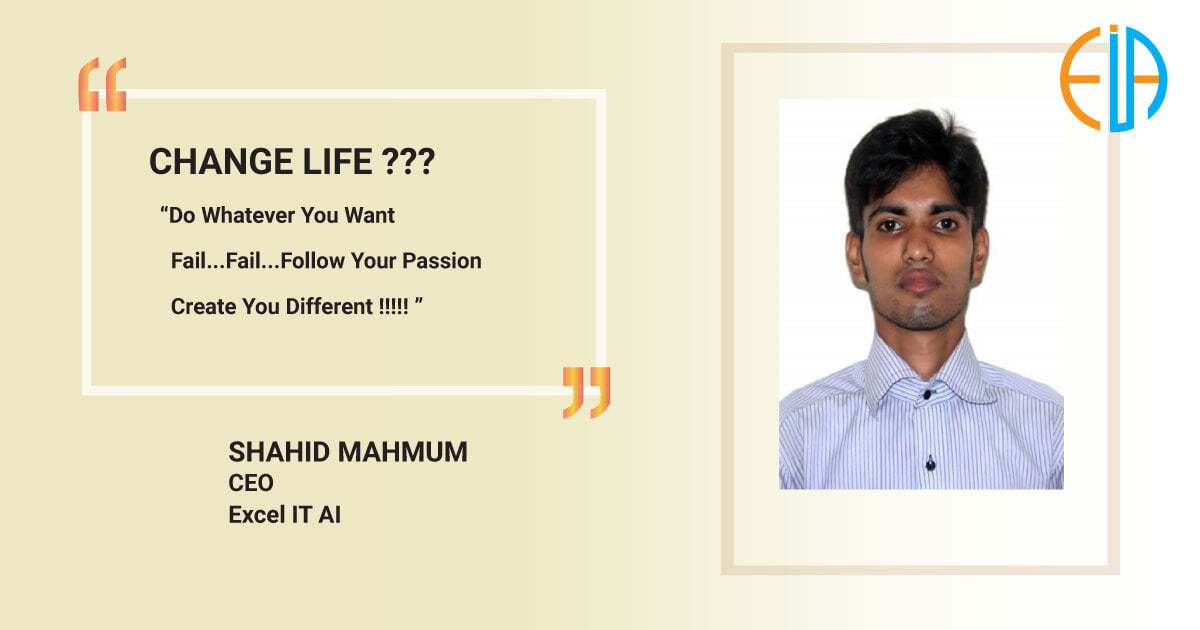 CHANGE LIFE ???
“Do Whatever You Want
Fail...Fail...Follow Your Passion
Create You Different !!!!! ”
SHAHID MAHMUM
CEO
Excel IT AI
EiA